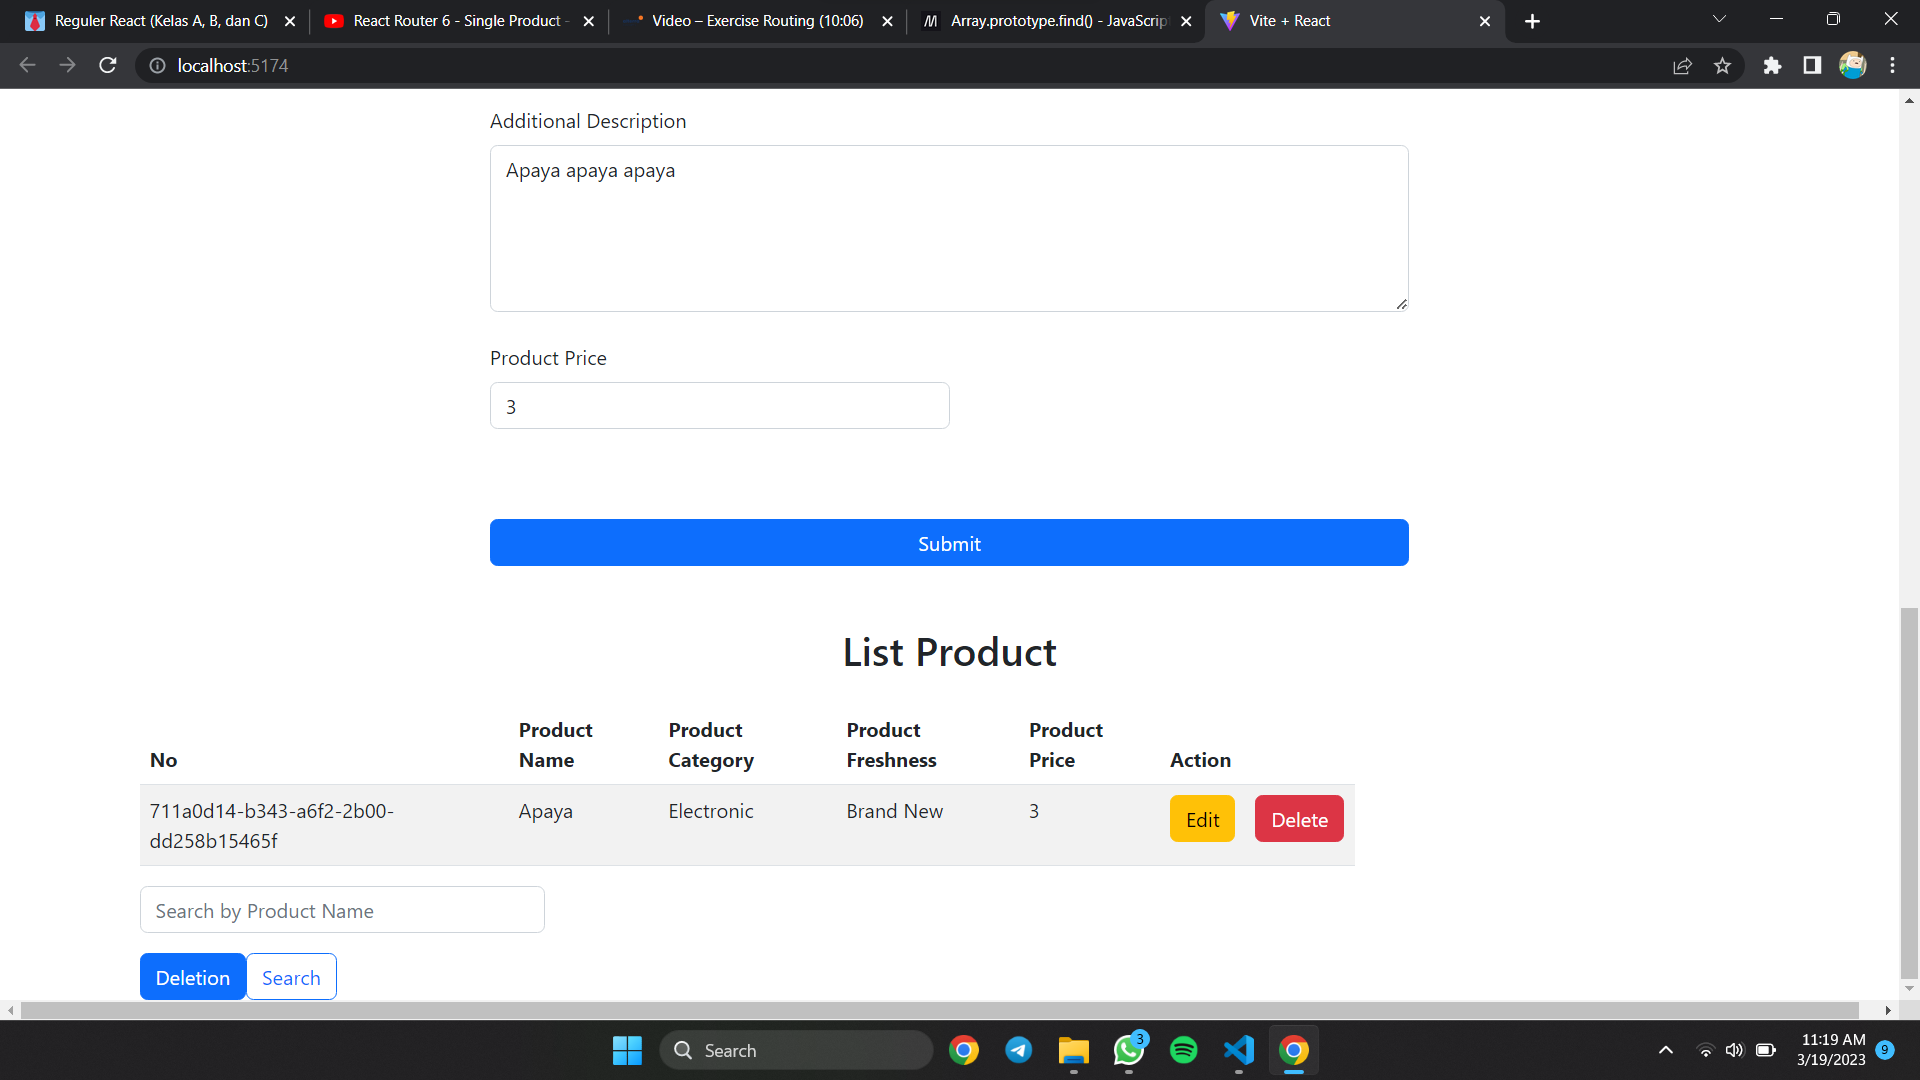 Reguler React (Kelas A, B, dan C)
React Router 6 - Single Product -
Video – Exercise Routing (10:06)
Array.prototype.find() - JavaScrip
Vite + React
localhost:5174
Additional Description
Apaya apaya apaya
Product Price
3
Submit
List Product
No
Product Name
Product Category
Product Freshness
Product Price
Action
711a0d14-b343-a6f2-2b00-
dd258b15465f
Apaya
Electronic
Brand New
3
Edit
Delete
Search by Product Name
Deletion
Search
Search
3
11:19 AM
3/19/2023
9